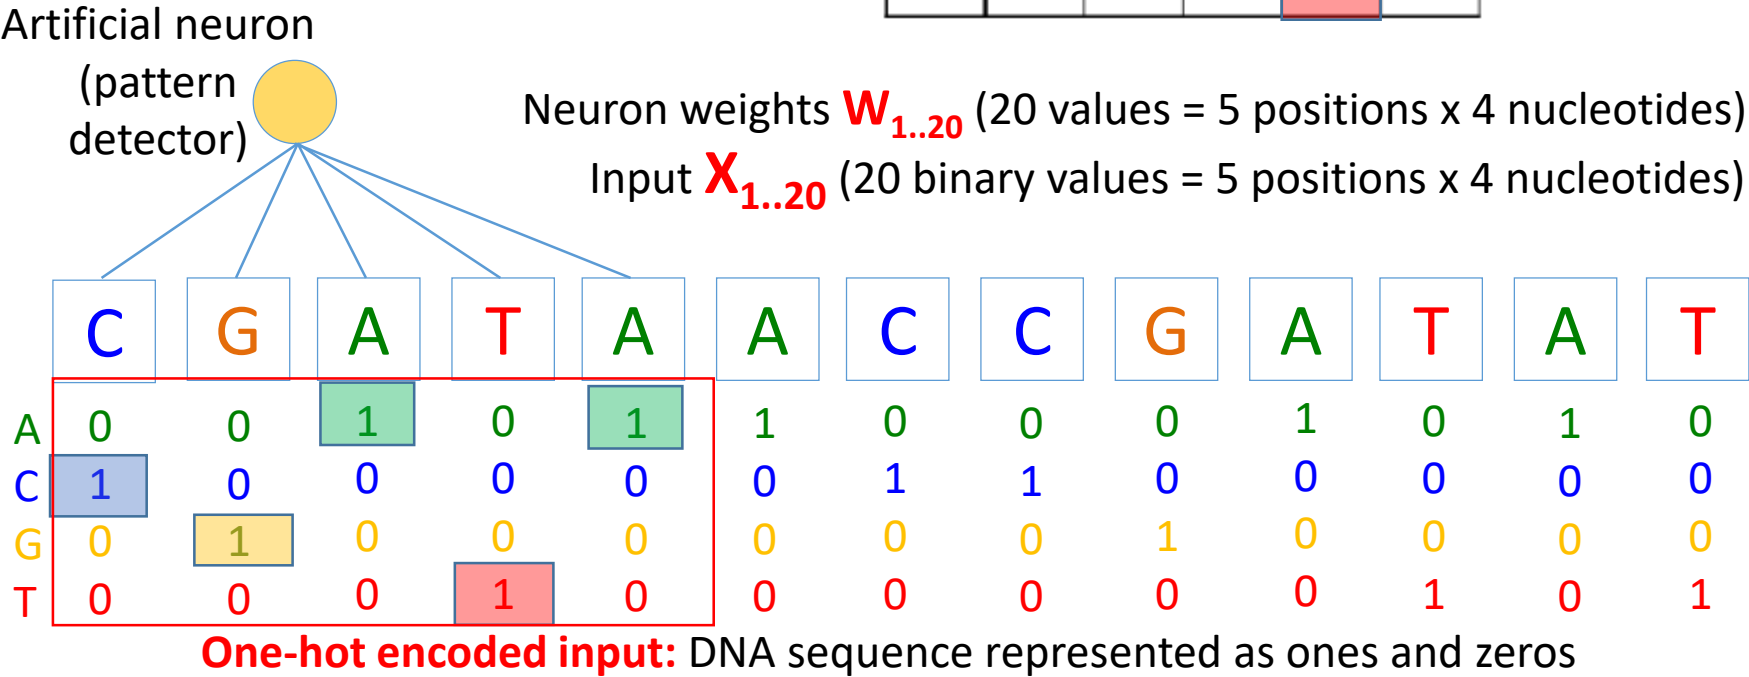 Artificial neuron
(pattern
detector)
Neuron weights W1..20 (20 values = 5 positions x 4 nucleotides)
Input X1..20 (20 binary values = 5 positions x 4 nucleotides)
C G A T A A C C G A T A T
A 0 0 1 0 1 1 0 0 0 1 0 1 0
C 1 0 0 0 0 0 1 1 0 0 0 0 0
G 0 1 0 0 0 0 0 0 1 0 0 0 0
T 0 0 0 1 0 0 0 0 0 0 1 0 1
One-hot encoded input: DNA sequence represented as ones and zeros